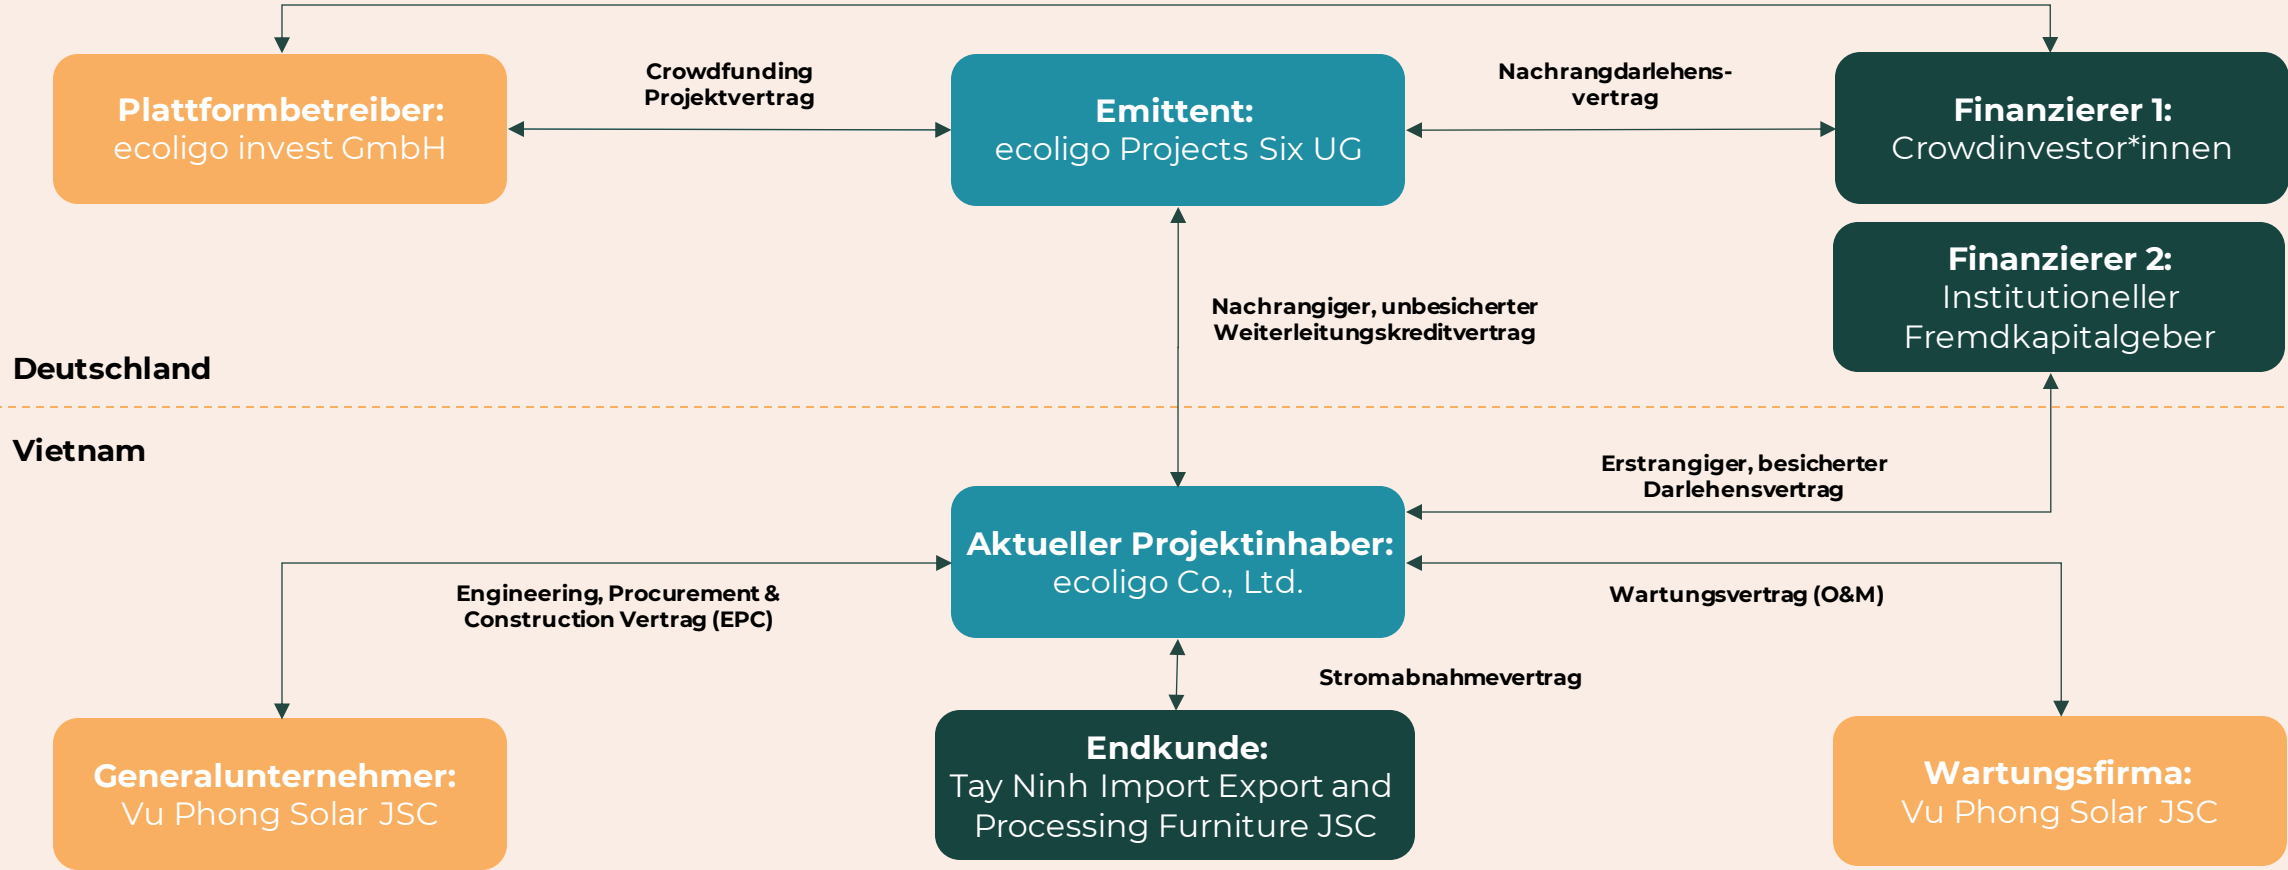 Crowdfunding
Projektvertrag
Nachrangdarlehens-
vertrag
Plattformbetreiber:
ecoligo invest GmbH
Emittent:
ecoligo Projects Six UG
Finanzierer 1:
Crowdinvestor*innen
Finanzierer 2:
Institutioneller
Fremdkapitalgeber
Nachrangiger, unbesicherter
Weiterleitungskreditvertrag
Deutschland
Vietnam
Erstrangiger, besicherter
Darlehensvertrag
Aktueller Projektinhaber:
ecoligo Co., Ltd.
Engineering, Procurement &
Construction Vertrag (EPC)
Wartungsvertrag (O&M)
Stromabnahmevertrag
Generalunternehmer:
Vu Phong Solar JSC
Endkunde:
Tay Ninh Import Export and
Processing Furniture JSC
Wartungsfirma:
Vu Phong Solar JSC